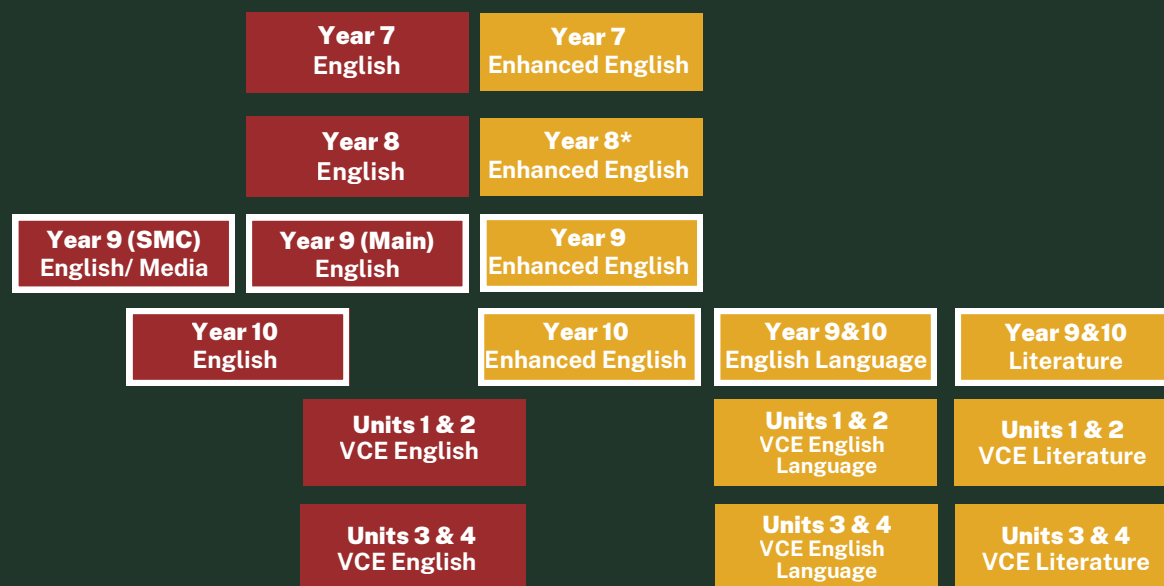 Year 7
English
Year 7
Enhanced English
Year 8
English
Year 8*
Enhanced English
Year 9 (SMC)
English/ Media
Year 9 (Main)
English
Year 9
Enhanced English
Year 10
English
Year 10
Enhanced English
Year 9&10
English Language
Year 9&10
Literature
Units 1 & 2
VCE English
Units 1 & 2
VCE English
Language
Units 1 & 2
VCE Literature
Units 3 & 4
VCE English
Units 3 & 4
VCE English
Language
Units 3 & 4
VCE Literature